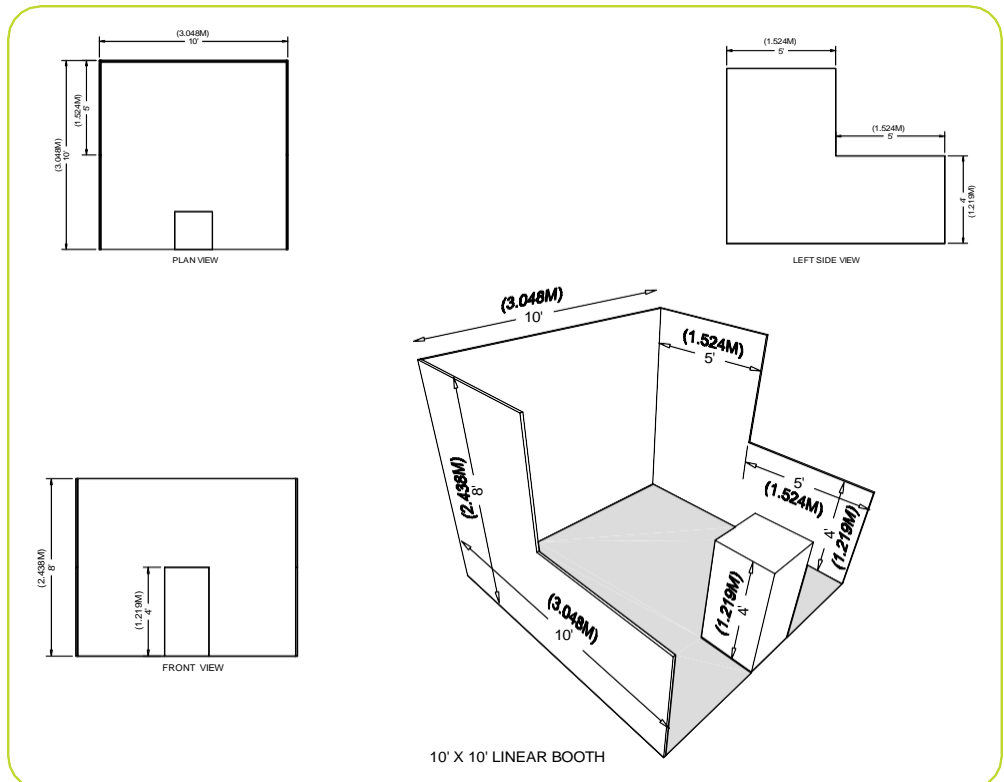 (3.048M)
10'
(3.048M)
10'
(1.524M)
5'
PLAN VIEW
(1.524M)
5'
(1.524M)
5'
4'
(1.219M)
LEFT SIDE VIEW
(3.048M)
10'
(1.524M)
5'
(2.438M)
8'
5'
(1.524M)
4'
(1.219M)
(1.219M)
4'
(3.048M)
10'
(2.438M)
8'
(1.219M)
4'
FRONT VIEW
10' X 10' LINEAR BOOTH